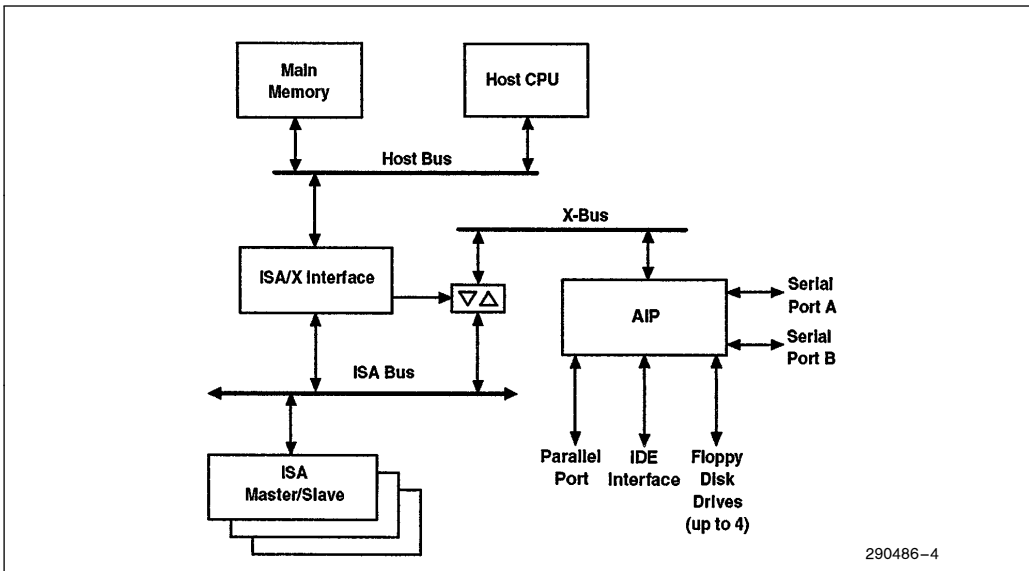 Main
Memory
Host CPU
Host Bus
X-Bus
ISA/X Interface
AIP
Serial
Port A
Serial
Port B
ISA Bus
Parallel
Port
IDE
Interface
Floppy
Disk
Drives
(up to 4)
ISA
Master/Slave
290486–4